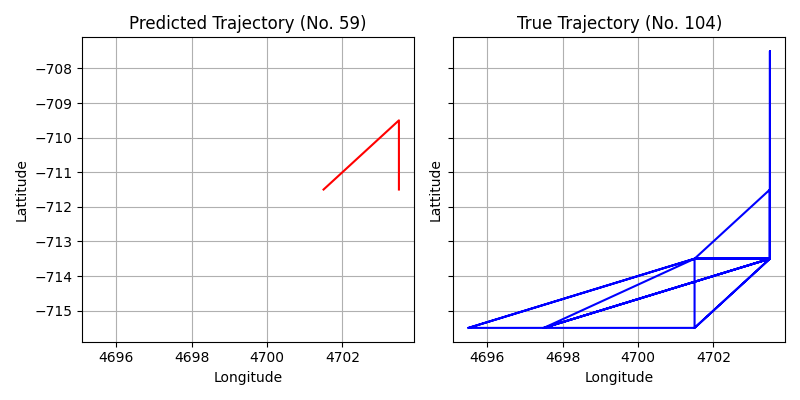 Predicted Trajectory (No. 59)
True Trajectory (No. 104)
−708
−709
−710
−711
−712
−713
−714
−715
Lattitude
Lattitude
4696 4698 4700 4702
4696 4698 4700 4702
Longitude
Longitude